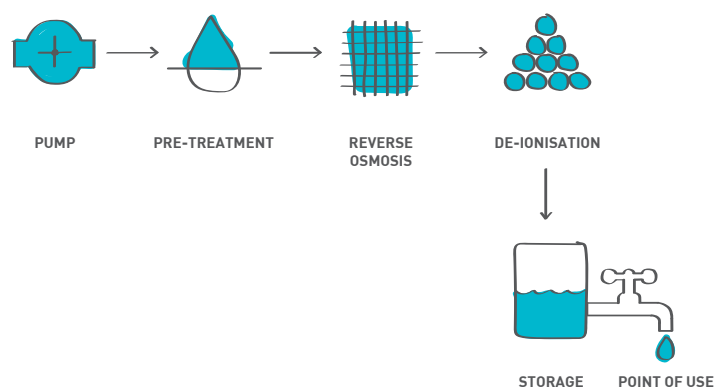 PUMP
PRE-TREATMENT
REVERSE
OSMOSIS
DE-IONISATION
STORAGE
POINT OF USE